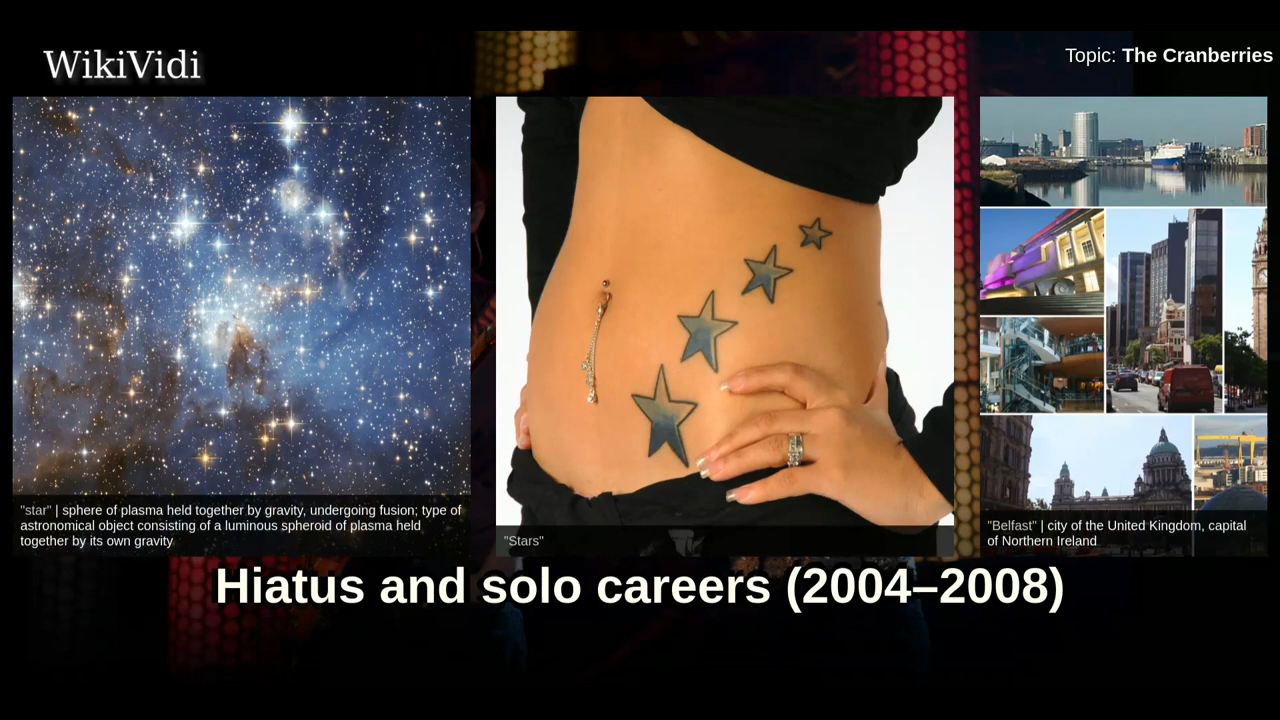 WikiVidi
Topic: The Cranberries
"star" | sphere of plasma held together by gravity, undergoing fusion; type of
astronomical object consisting of a luminous spheroid of plasma held
together by its own gravity
"Stars"
"Belfast" | city of the United Kingdom, capital
of Northern Ireland
Hiatus and solo careers (2004–2008)